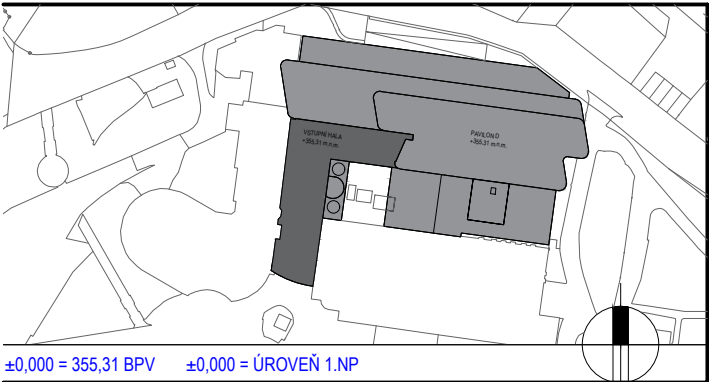 VSTUPNÍ HALA
+355,31 m n.m.
PAVILON D
+355,31 m n.m.
±0,000 = 355,31 BPV ±0,000 = ÚROVEŇ 1.NP